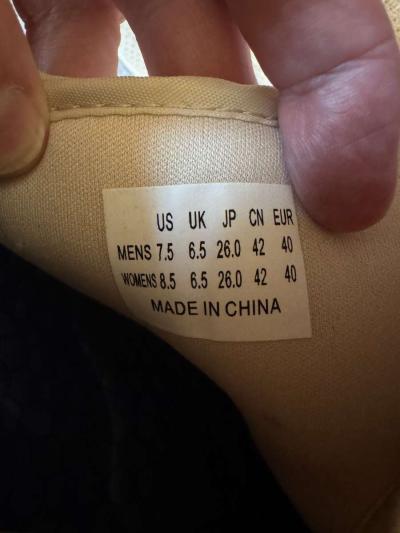 US UK JP CN EUR
MENS 7.5 6.5 26.0 42 40
WOMENS 8.5 6.5 26.0 42 40
MADE IN CHINA